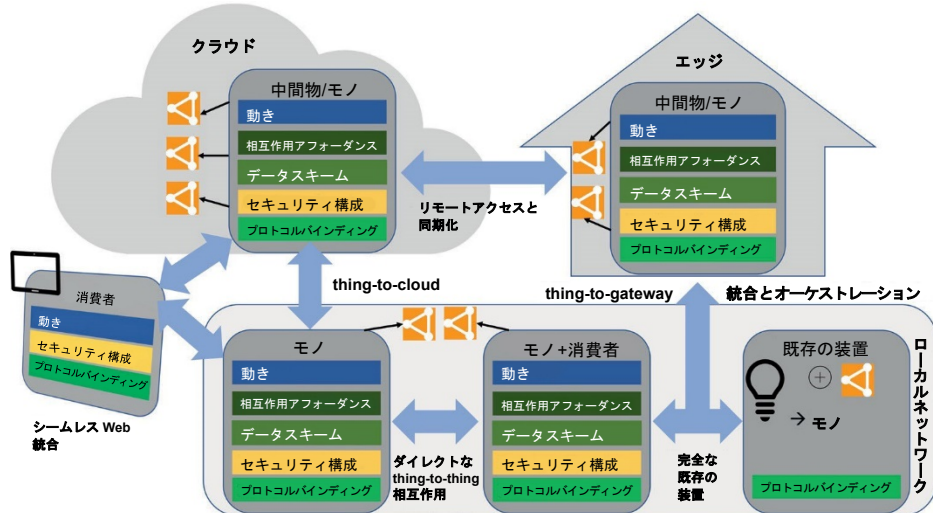 クラウド
中間物/モノ
動き
相互作用アフォーダンス
データスキーム
セキュリティ構成
プロトコルバインディング
エッジ
中間物/モノ
動き
相互作用アフォーダンス
データスキーム
セキュリティ構成
プロトコルバインディング
リモートアクセスと
同期化
thing-to-cloud
thing-to-gateway
統合とオーケストレーション
消費者
動き
セキュリティ構成
プロトコルバインディング
シームレス Web
統合
モノ
動き
相互作用アフォーダンス
データスキーム
セキュリティ構成
プロトコルバインディング
ダイレクトな
thing-to-thing
相互作用
モノ+消費者
動き
相互作用アフォーダンス
データスキーム
セキュリティ構成
プロトコルバインディング
完全な
既存の
装置
既存の装置
→ モノ
プロトコルバインディング
ローカルネットワーク